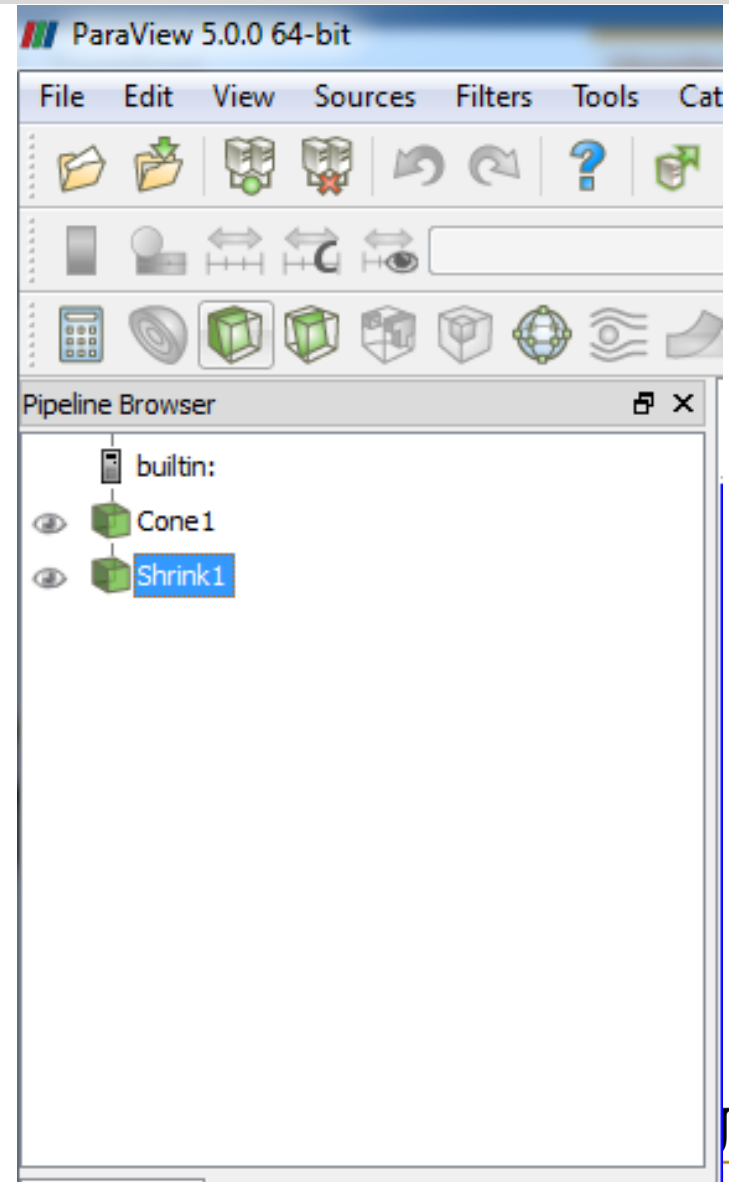 ParaView 5.0.0 64-bit
File Edit View Sources Filters Tools Cat
Pipeline Browser
builtin:
Cone1
Shrink1